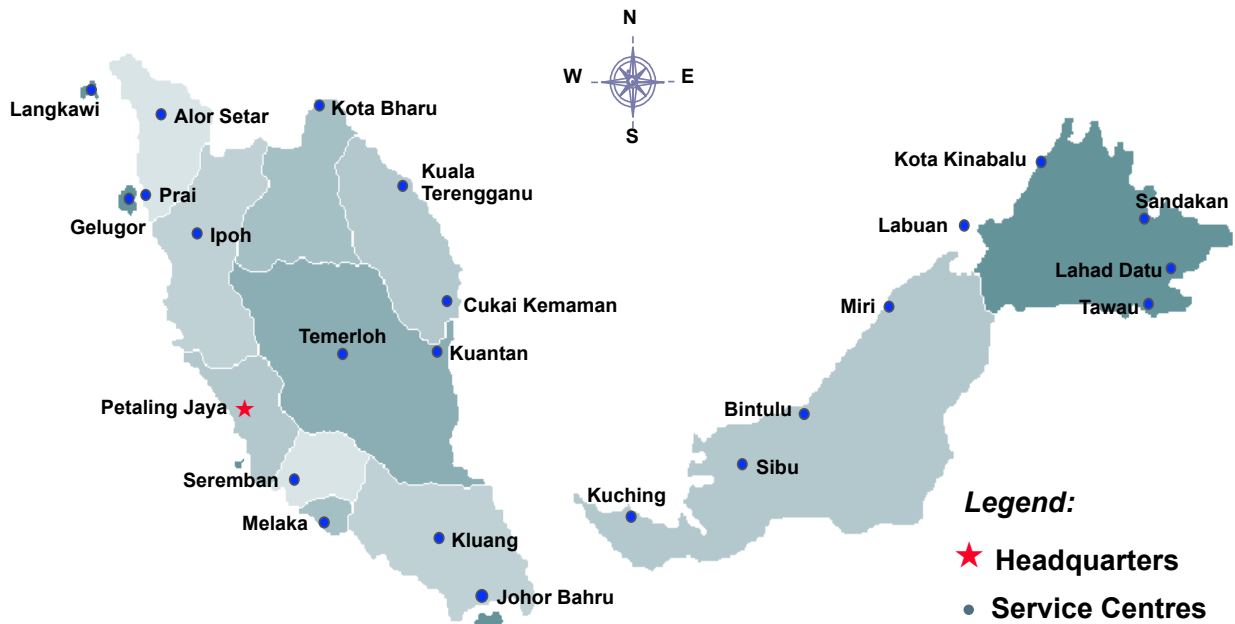 N
W
E
S
Langkawi
Alor Setar
Kota Bharu
Kuala
Terengganu
Prai
Gelugor
Ipoh
Cukai Kemaman
Temerloh
Kuantan
Petaling Jaya
Seremban
Melaka
Kluang
Johor Bahru
Kota Kinabalu
Sandakan
Labuan
Lahad Datu
Tawau
Miri
Bintulu
Sibu
Kuching
Legend:
Headquarters
Service Centres